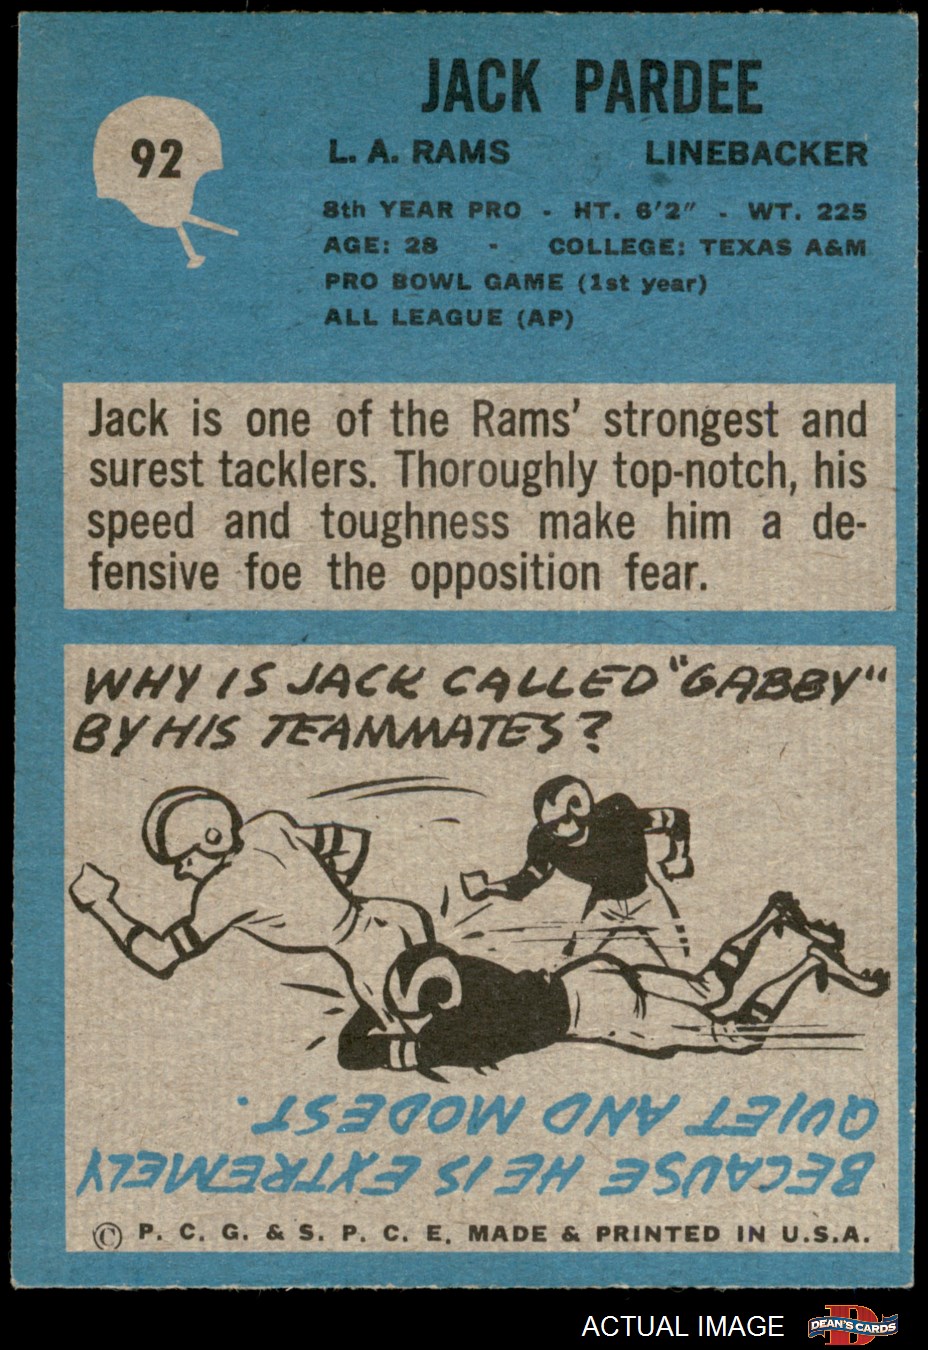 JACK PARDEE
92
L. A. RAMS LINEBACKER
8th YEAR PRO - HT. 6'2" - WT. 225
AGE: 28 - COLLEGE: TEXAS A&M
PRO BOWL GAME (1st year)
ALL LEAGUE (AP)
Jack is one of the Rams' strongest and
surest tacklers. Thoroughly top-notch, his
speed and toughness make him a de-
fensive foe the opposition fear.
WHY IS JACK CALLED "GABBY"
BY HIS TEAMMATES?
BECAUSE HE IS EXTREMELY
QUIET AND MODEST.
© P. C. G. & S. P. C. E. MADE & PRINTED IN U.S.A.
ACTUAL IMAGE
DEAN'S CARDS